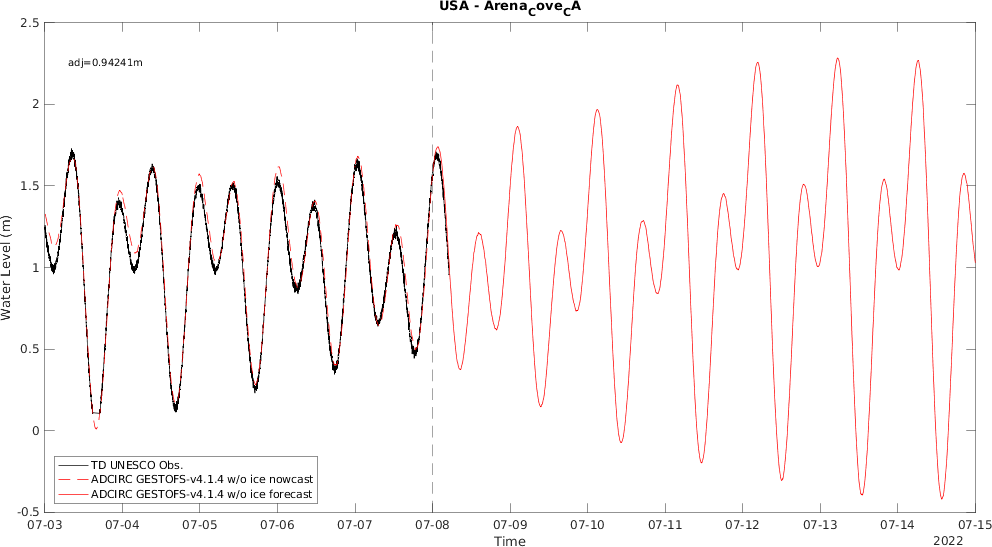 USA - ArenaCoveCA
adj=0.94241m
2.5
2
1.5
1
0.5
0
-0.5
Water Level (m)
TD UNESCO Obs.
ADCIRC GESTOFS-v4.1.4 w/o ice nowcast
ADCIRC GESTOFS-v4.1.4 w/o ice forecast
07-03 07-04 07-05 07-06 07-07 07-08 07-09 07-10 07-11 07-12 07-13 07-14 07-15
Time
2022